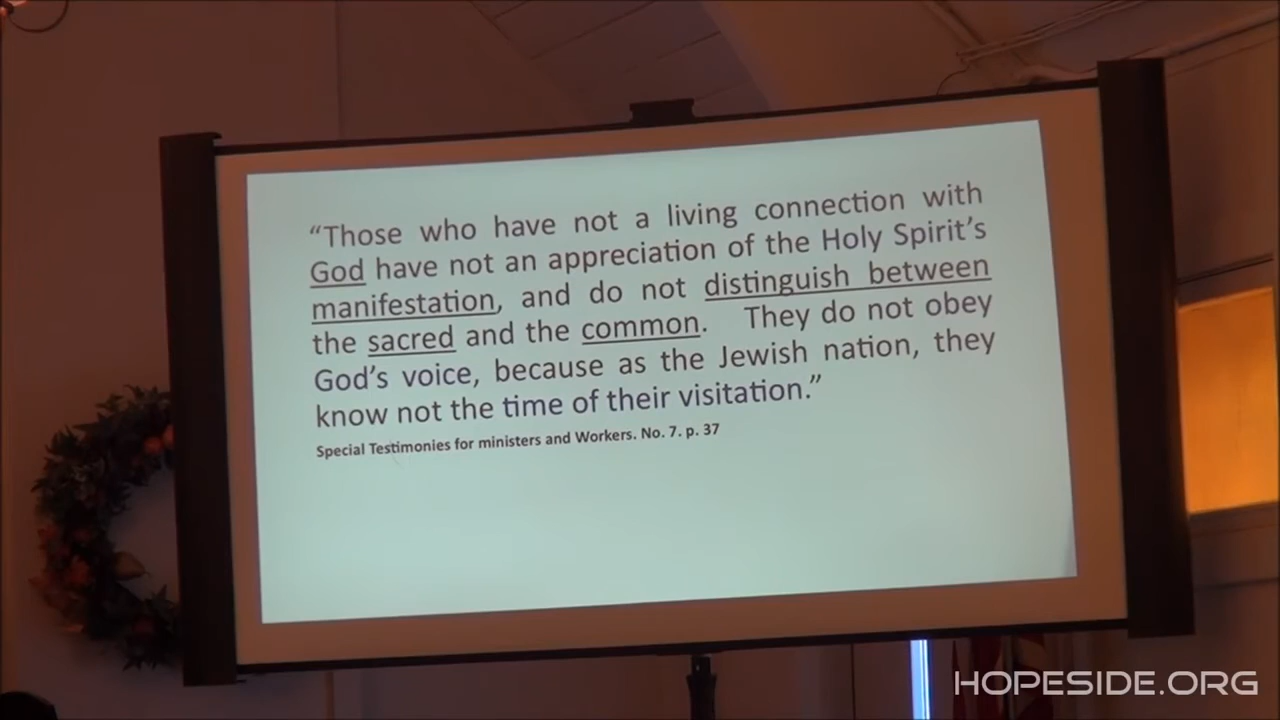 “Those who have not a living connection with
God have not an appreciation of the Holy Spirit’s
manifestation, and do not distinguish between
the sacred and the common. They do not obey
God’s voice, because as the Jewish nation, they
know not the time of their visitation.”
Special Testimonies for ministers and Workers. No. 7. p. 37
HOPESIDE.ORG